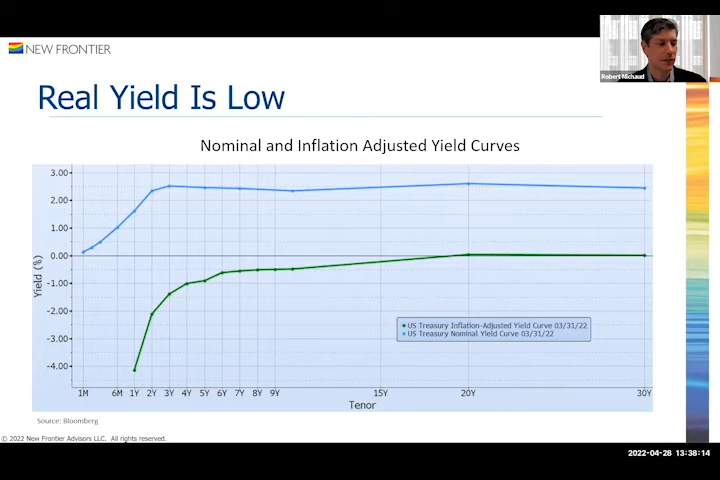 NEW FRONTIER
Robert Michaud
Real Yield Is Low
Nominal and Inflation Adjusted Yield Curves
3.00
2.00
1.00
0.00
-1.00
-2.00
-3.00
-4.00
Yield (%)
US Treasury Inflation-Adjusted Yield Curve 03/31/22
US Treasury Nominal Yield Curve 03/31/22
1M 6M 1Y 2Y 3Y 4Y 5Y 6Y 7Y 8Y 9Y 15Y 20Y 30Y
Tenor
Source: Bloomberg
© 2022 New Frontier Advisors LLC. All rights reserved.
2022-04-28 13:38:14